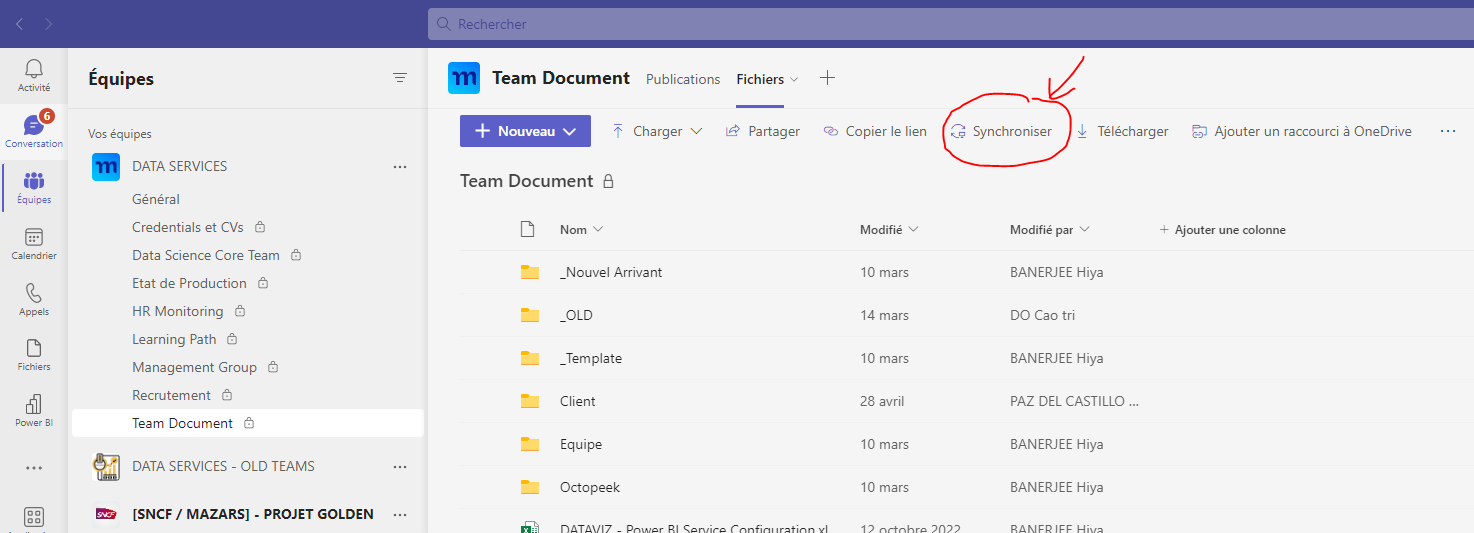 Rechercher
Activité
6
Conversation
Équipes
Calendrier
Appels
Fichiers
Power BI
Équipes
Vos équipes
m DATA SERVICES
Général
Credentials et CVs
Data Science Core Team
Etat de Production
HR Monitoring
Learning Path
Management Group
Recrutement
Team Document
DATA SERVICES - OLD TEAMS
SNCF [SNCF / MAZARS] - PROJET GOLDEN
m Team Document Publications Fichiers
Nouveau Charger Partager Copier le lien Synchroniser Télécharger Ajouter un raccourci à OneDrive
Team Document
Nom Modifié Modifié par Ajouter une colonne
_Nouvel Arrivant 10 mars BANERJEE Hiya
_OLD 14 mars DO Cao tri
_Template 10 mars BANERJEE Hiya
Client 28 avril PAZ DEL CASTILLO ...
Equipe 10 mars BANERJEE Hiya
Octopeek 10 mars BANERJEE Hiya
DATAVIZ - Power BI Service Configuration.xl 12 octobre 2022 BANERJEE Hiya